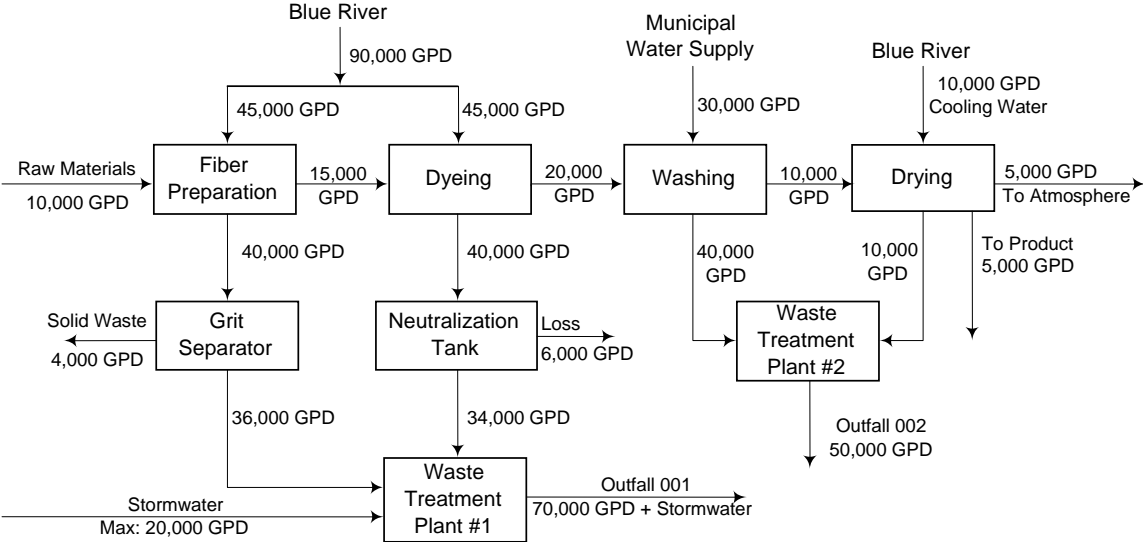 Blue River
90,000 GPD
45,000 GPD
45,000 GPD
Municipal
Water Supply
30,000 GPD
Blue River
10,000 GPD
Cooling Water
Raw Materials
10,000 GPD
Fiber
Preparation
15,000
GPD
Dyeing
20,000
GPD
Washing
10,000
GPD
Drying
5,000 GPD
To Atmosphere
40,000 GPD
40,000 GPD
40,000
GPD
10,000
GPD
To Product
5,000 GPD
Solid Waste
4,000 GPD
Grit
Separator
Neutralization
Tank
Loss
6,000 GPD
Waste
Treatment
Plant #2
36,000 GPD
34,000 GPD
Outfall 002
50,000 GPD
Stormwater
Max: 20,000 GPD
Waste
Treatment
Plant #1
Outfall 001
70,000 GPD + Stormwater